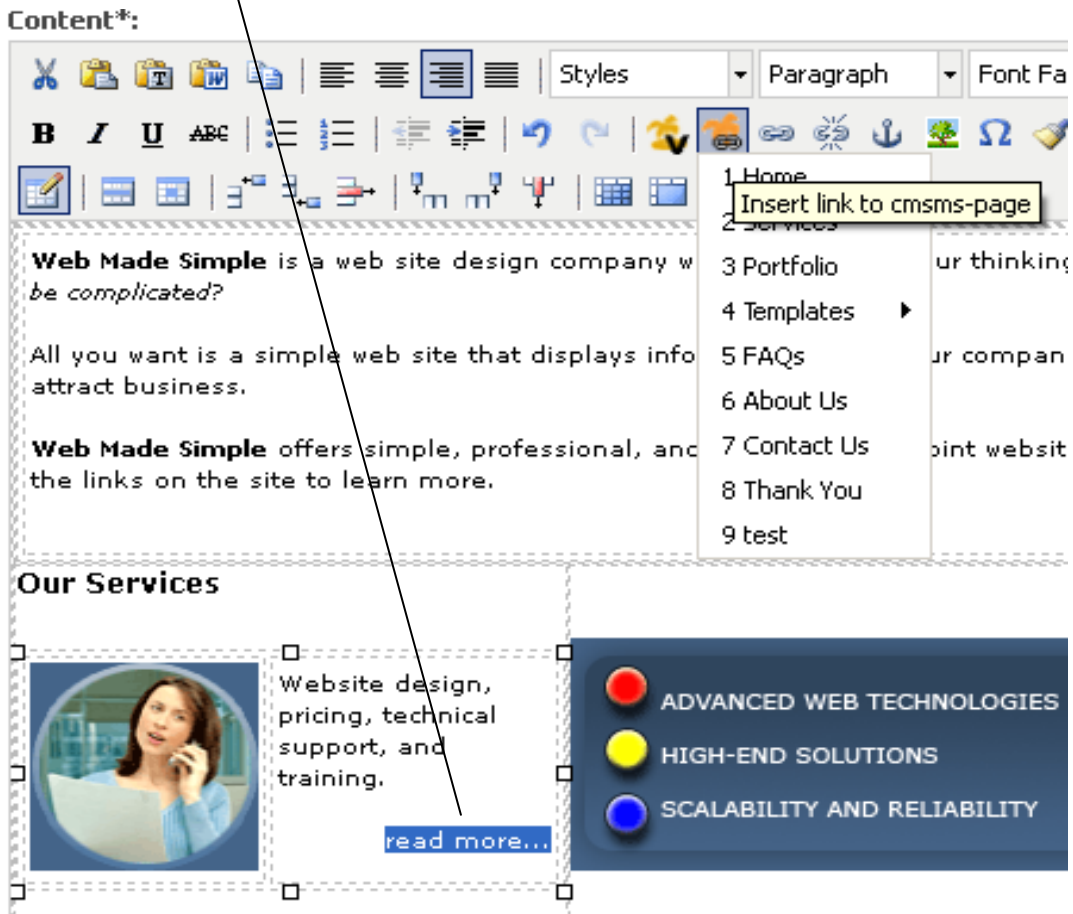 Content*:
Styles Paragraph Font Fa
B I U ABC
1 Home
Insert link to cmsms-page
2 Services
Web Made Simple is a web site design company w ur thinking
3 Portfolio
be complicated?
4 Templates
All you want is a simple web site that displays info ur compan
5 FAQs
attract business.
6 About Us
Web Made Simple offers simple, professional, and oint websit
7 Contact Us
the links on the site to learn more.
8 Thank You
9 test
Our Services
Website design,
pricing, technical
support, and
training.
read more...
ADVANCED WEB TECHNOLOGIES
HIGH-END SOLUTIONS
SCALABILITY AND RELIABILITY